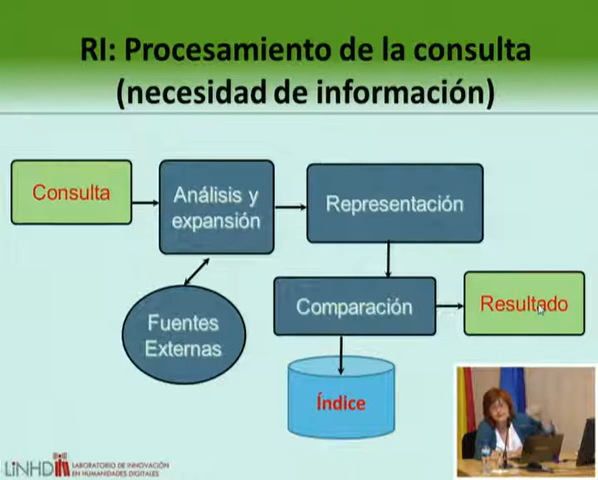 RI: Procesamiento de la consulta
(necesidad de información)
Consulta
Análisis y
expansión
Representación
Fuentes
Externas
Comparación
Resultado
Índice
LiNHD
LABORATORIO DE INNOVACIÓN
EN HUMANIDADES DIGITALES